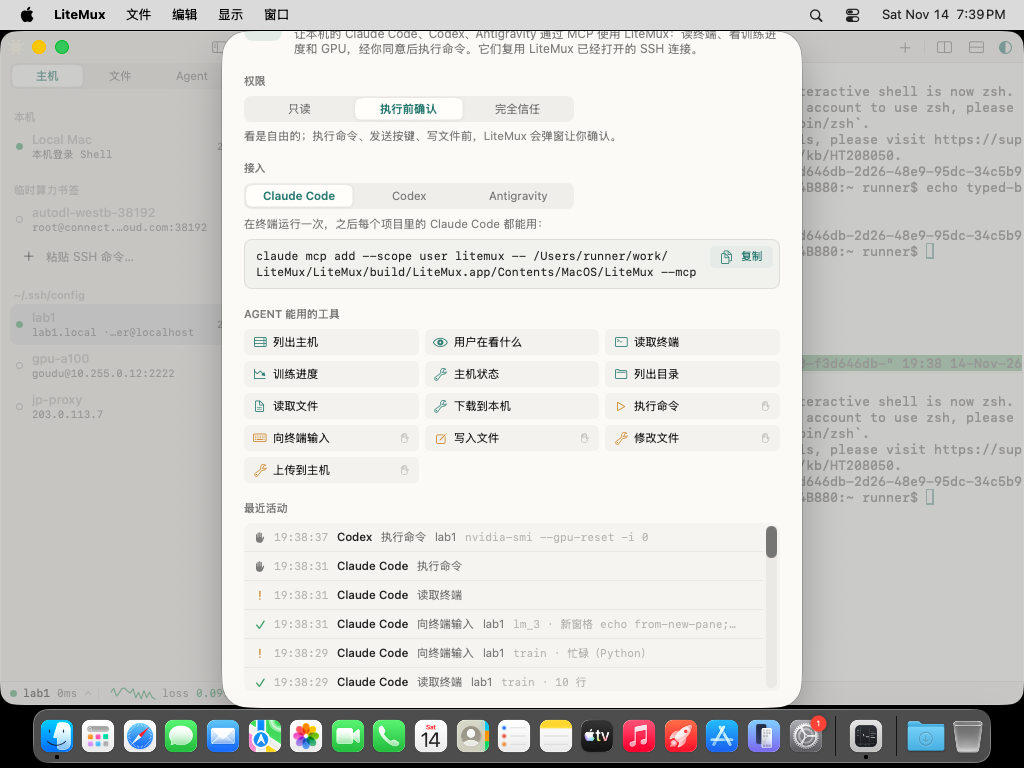 LiteMux 文件 编辑 显示 窗口 Sat Nov 14 7:39 PM
主机 文件 Agent
本机
Local Mac
本机登录 Shell
临时算力书签
autodl-westb-38192
root@connect.…oud.com:38192
粘贴 SSH 命令…
~/.ssh/config
lab1
lab1.local ·…er@localhost
gpu-a100
goudu@10.255.0.12:2222
jp-proxy
203.0.113.7
lab1 0ms loss 0.09
让本机的 Claude Code、Codex、Antigravity 通过 MCP 使用 LiteMux：读终端、看训练进
度和 GPU，经你同意后执行命令。它们复用 LiteMux 已经打开的 SSH 连接。
权限
只读 执行前确认 完全信任
看是自由的；执行命令、发送按键、写文件前，LiteMux 会弹窗让你确认。
接入
Claude Code Codex Antigravity
在终端运行一次，之后每个项目里的 Claude Code 都能用：
claude mcp add --scope user litemux -- /Users/runner/work/
LiteMux/LiteMux/build/LiteMux.app/Contents/MacOS/LiteMux --mcp
复制
AGENT 能用的工具
列出主机 用户在看什么 读取终端
训练进度 主机状态 列出目录
读取文件 下载到本机 执行命令
向终端输入 写入文件 修改文件
上传到主机
最近活动
19:38:37 Codex 执行命令 lab1 nvidia-smi --gpu-reset -i 0
19:38:31 Claude Code 执行命令
19:38:31 Claude Code 读取终端
19:38:31 Claude Code 向终端输入 lab1 lm_3 · 新窗格 echo from-new-pane;…
19:38:29 Claude Code 向终端输入 lab1 train · 忙碌 (Python)
19:38:29 Claude Code 读取终端 lab1 train · 10 行
teractive shell is now zsh.
account to use zsh, please
bin/zsh`.
ls, please visit https://sup
/kb/HT208050.
d646db-2d26-48e9-95dc-34c5b9
4B880:~ runner$ echo typed-b
d646db-2d26-48e9-95dc-34c5b9
4B880:~ runner$
d-f3d646db-" 19:38 14-Nov-26
teractive shell is now zsh.
account to use zsh, please
bin/zsh`.
ls, please visit https://sup
/kb/HT208050.
d646db-2d26-48e9-95dc-34c5b9
4B880:~ runner$
Sat
14
tv
1